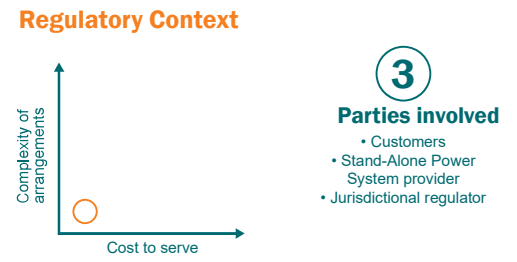 Regulatory Context
Complexity of
arrangements
Cost to serve
3
Parties involved
• Customers
• Stand-Alone Power
System provider
• Jurisdictional regulator